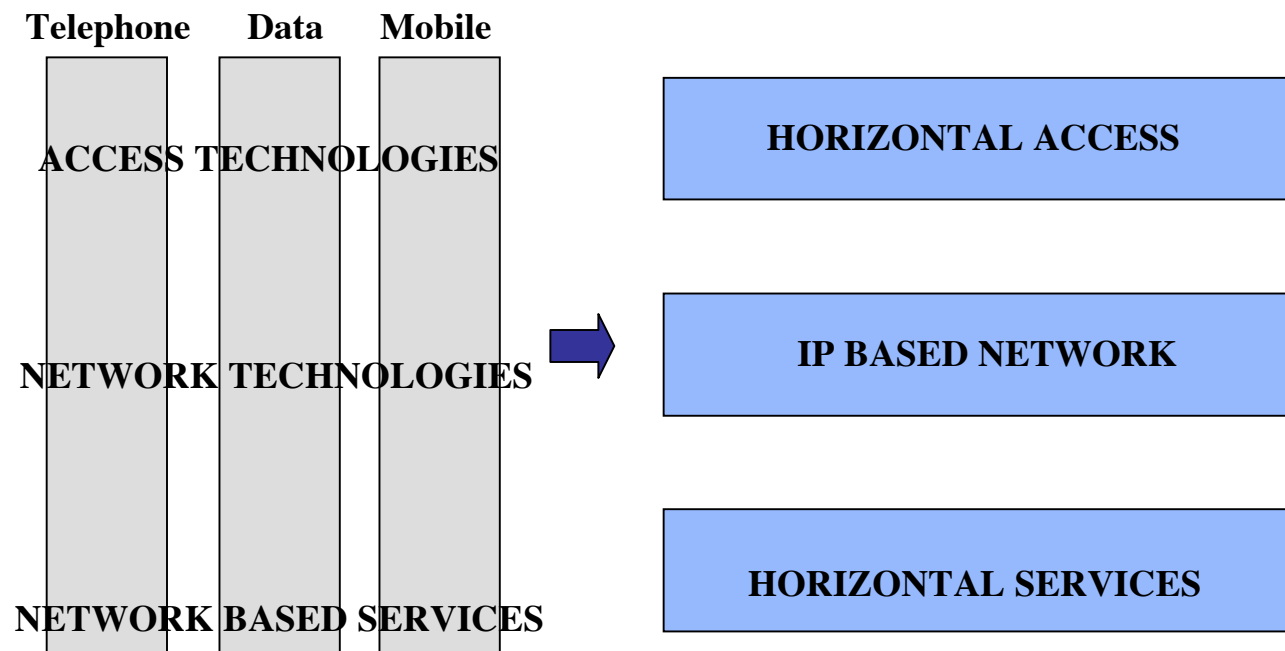 Telephone Data Mobile
ACCESS TECHNOLOGIES
NETWORK TECHNOLOGIES
NETWORK BASED SERVICES
HORIZONTAL ACCESS
IP BASED NETWORK
HORIZONTAL SERVICES